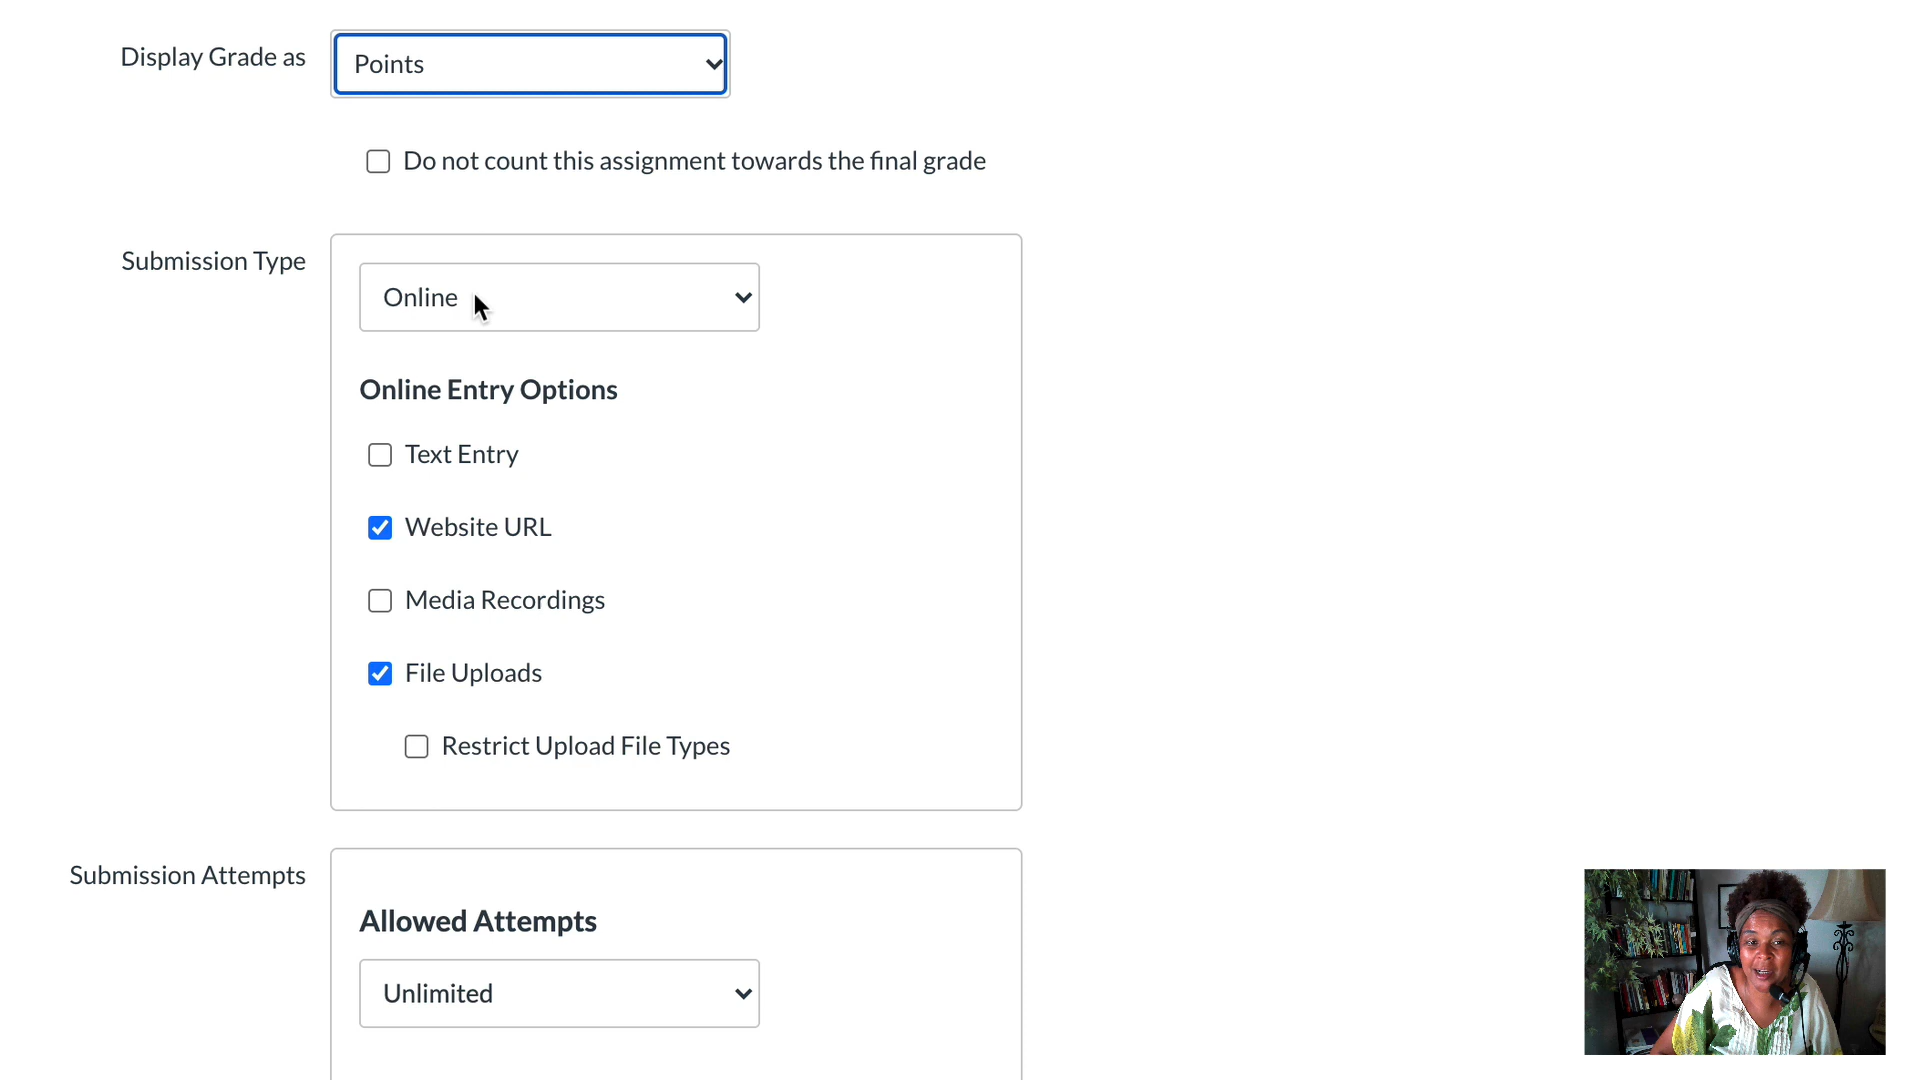 Display Grade as
Points
Do not count this assignment towards the final grade
Submission Type
Online
Online Entry Options
Text Entry
Website URL
Media Recordings
File Uploads
Restrict Upload File Types
Submission Attempts
Allowed Attempts
Unlimited